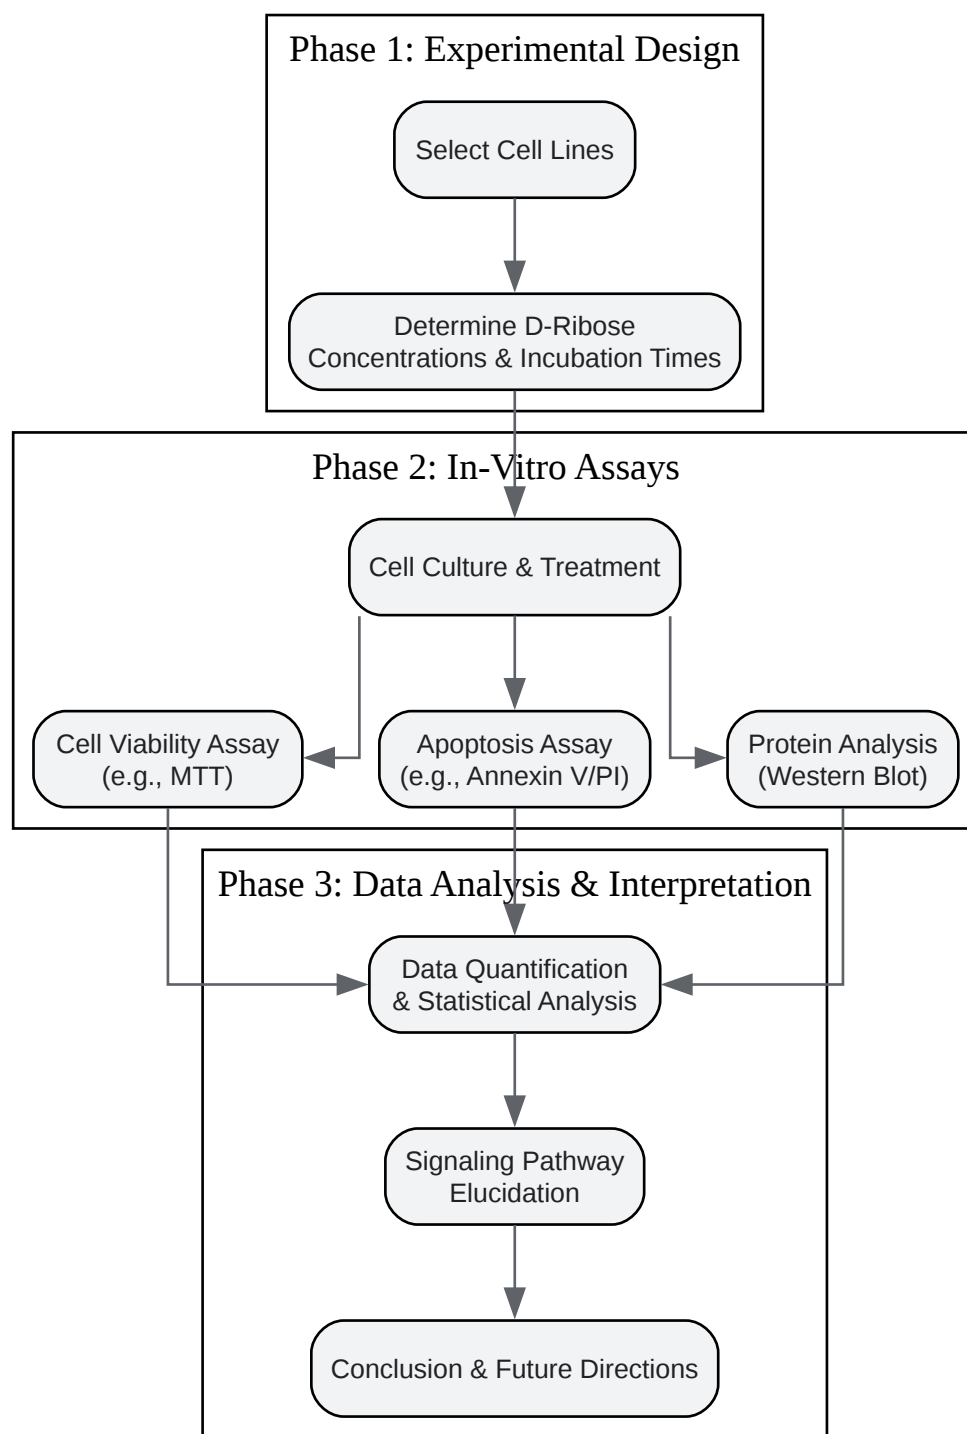 Phase 1: Experimental Design
Select Cell Lines
Determine D-Ribose
Concentrations & Incubation Times
Phase 2: In-Vitro Assays
Cell Culture & Treatment
Cell Viability Assay
(e.g., MTT)
Apoptosis Assay
(e.g., Annexin V/PI)
Protein Analysis
(Western Blot)
Phase 3: Data Analysis & Interpretation
Data Quantification
& Statistical Analysis
Signaling Pathway
Elucidation
Conclusion & Future Directions